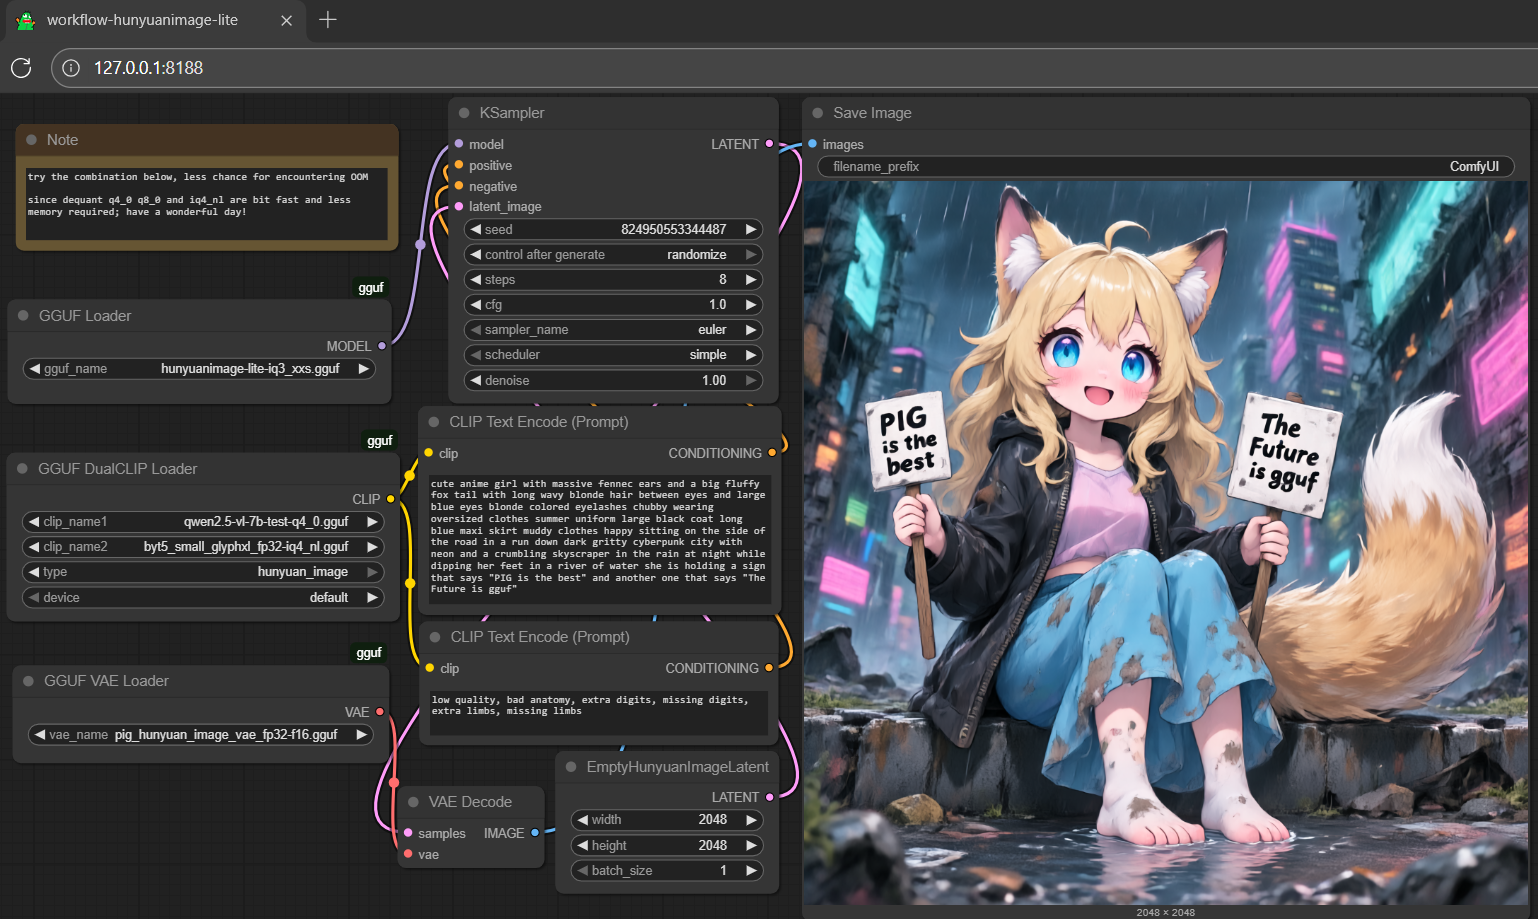 workflow-hunyuanimage-lite
127.0.0.1:8188
Note
try the combination below, less chance for encountering OOM
since dequant q4_0 q8_0 and iq4_nl are bit fast and less
memory required; have a wonderful day!
gguf
GGUF Loader
MODEL
gguf_name hunyuanimage-lite-iq3_xxs.gguf
gguf
GGUF DualCLIP Loader
CLIP
clip_name1 qwen2.5-vl-7b-test-q4_0.gguf
clip_name2 byt5_small_glyphxl_fp32-iq4_nl.gguf
type hunyuan_image
device default
gguf
GGUF VAE Loader
VAE
vae_name pig_hunyuan_image_vae_fp32-f16.gguf
KSampler
model LATENT
positive
negative
latent_image
seed 824950553344487
control after generate randomize
steps 8
cfg 1.0
sampler_name euler
scheduler simple
denoise 1.00
CLIP Text Encode (Prompt)
clip CONDITIONING
cute anime girl with massive fennec ears and a big fluffy
fox tail with long wavy blonde hair between eyes and large
blue eyes blonde colored eyelashes chubby wearing
oversized clothes summer uniform large black coat long
blue maxi skirt muddy clothes happy sitting on the side of
the road in a run down dark gritty cyberpunk city with
neon and a crumbling skyscraper in the rain at night while
dipping her feet in a river of water she is holding a sign
that says "PIG is the best" and another one that says "The
Future is gguf"
CLIP Text Encode (Prompt)
clip CONDITIONING
low quality, bad anatomy, extra digits, missing digits,
extra limbs, missing limbs
VAE Decode
samples IMAGE
vae
EmptyHunyuanImageLatent
LATENT
width 2048
height 2048
batch_size 1
Save Image
images
filename_prefix ComfyUI
PIG
is the
best
The
Future
is gguf
2048 × 2048